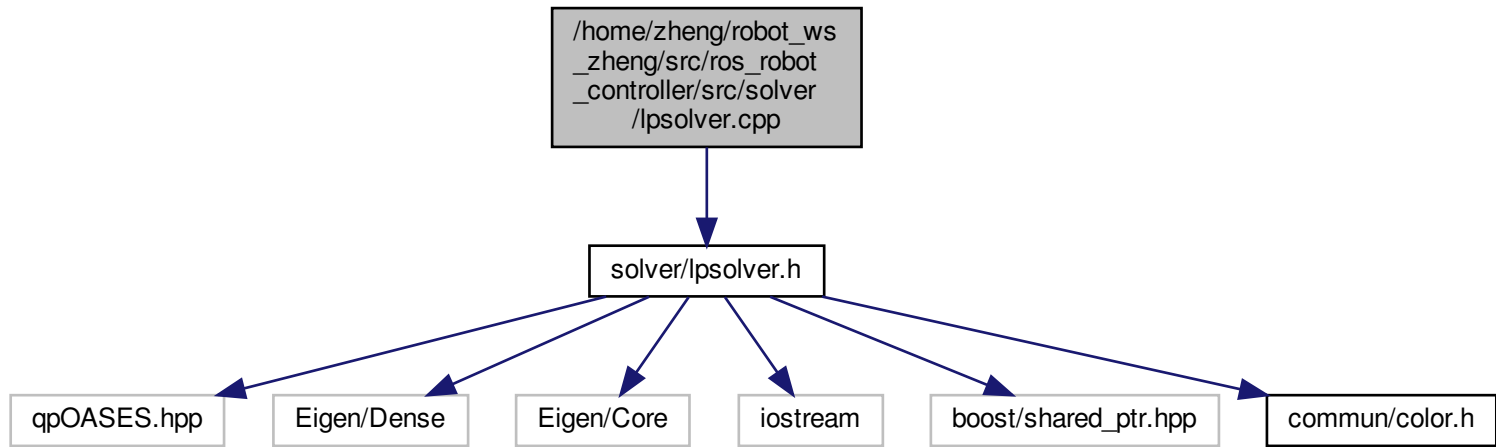 /home/zheng/robot_ws
_zheng/src/ros_robot
_controller/src/solver
/lpsolver.cpp
solver/lpsolver.h
qpOASES.hpp
Eigen/Dense
Eigen/Core
iostream
boost/shared_ptr.hpp
commun/color.h